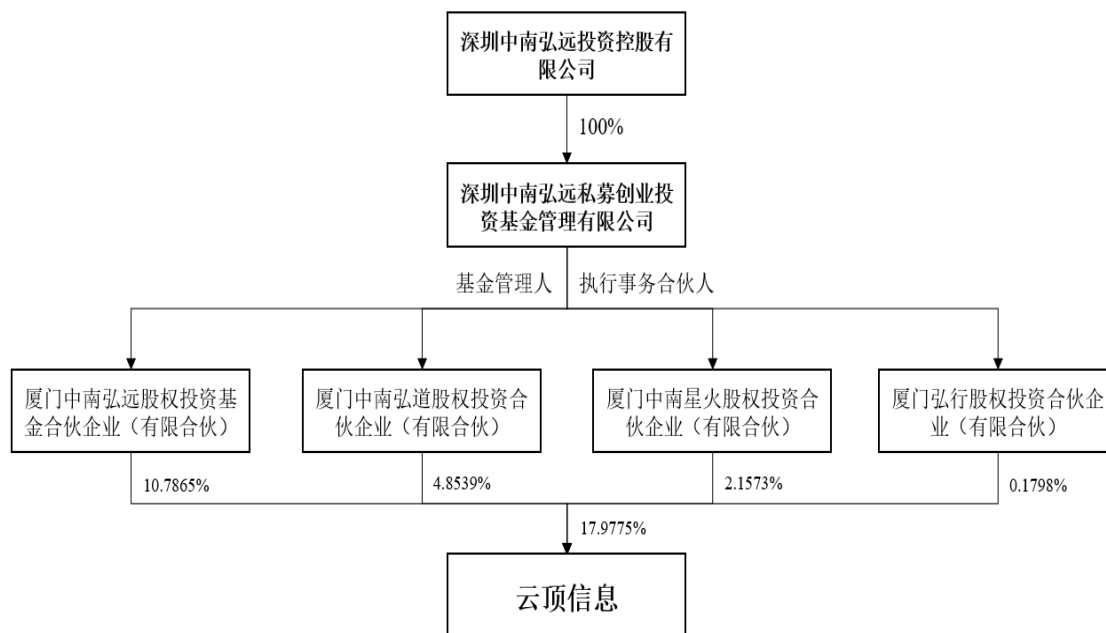 深圳中南弘远投资控股有
限公司
100%
深圳中南弘远私募创业投
资基金管理有限公司
基金管理人 执行事务合伙人
厦门中南弘远股权投资基
金合伙企业（有限合伙）
厦门中南弘道股权投资合
伙企业（有限合伙）
厦门中南星火股权投资合
伙企业（有限合伙）
厦门弘行股权投资合伙企
业（有限合伙）
10.7865%
4.8539%
2.1573%
0.1798%
17.9775%
云顶信息